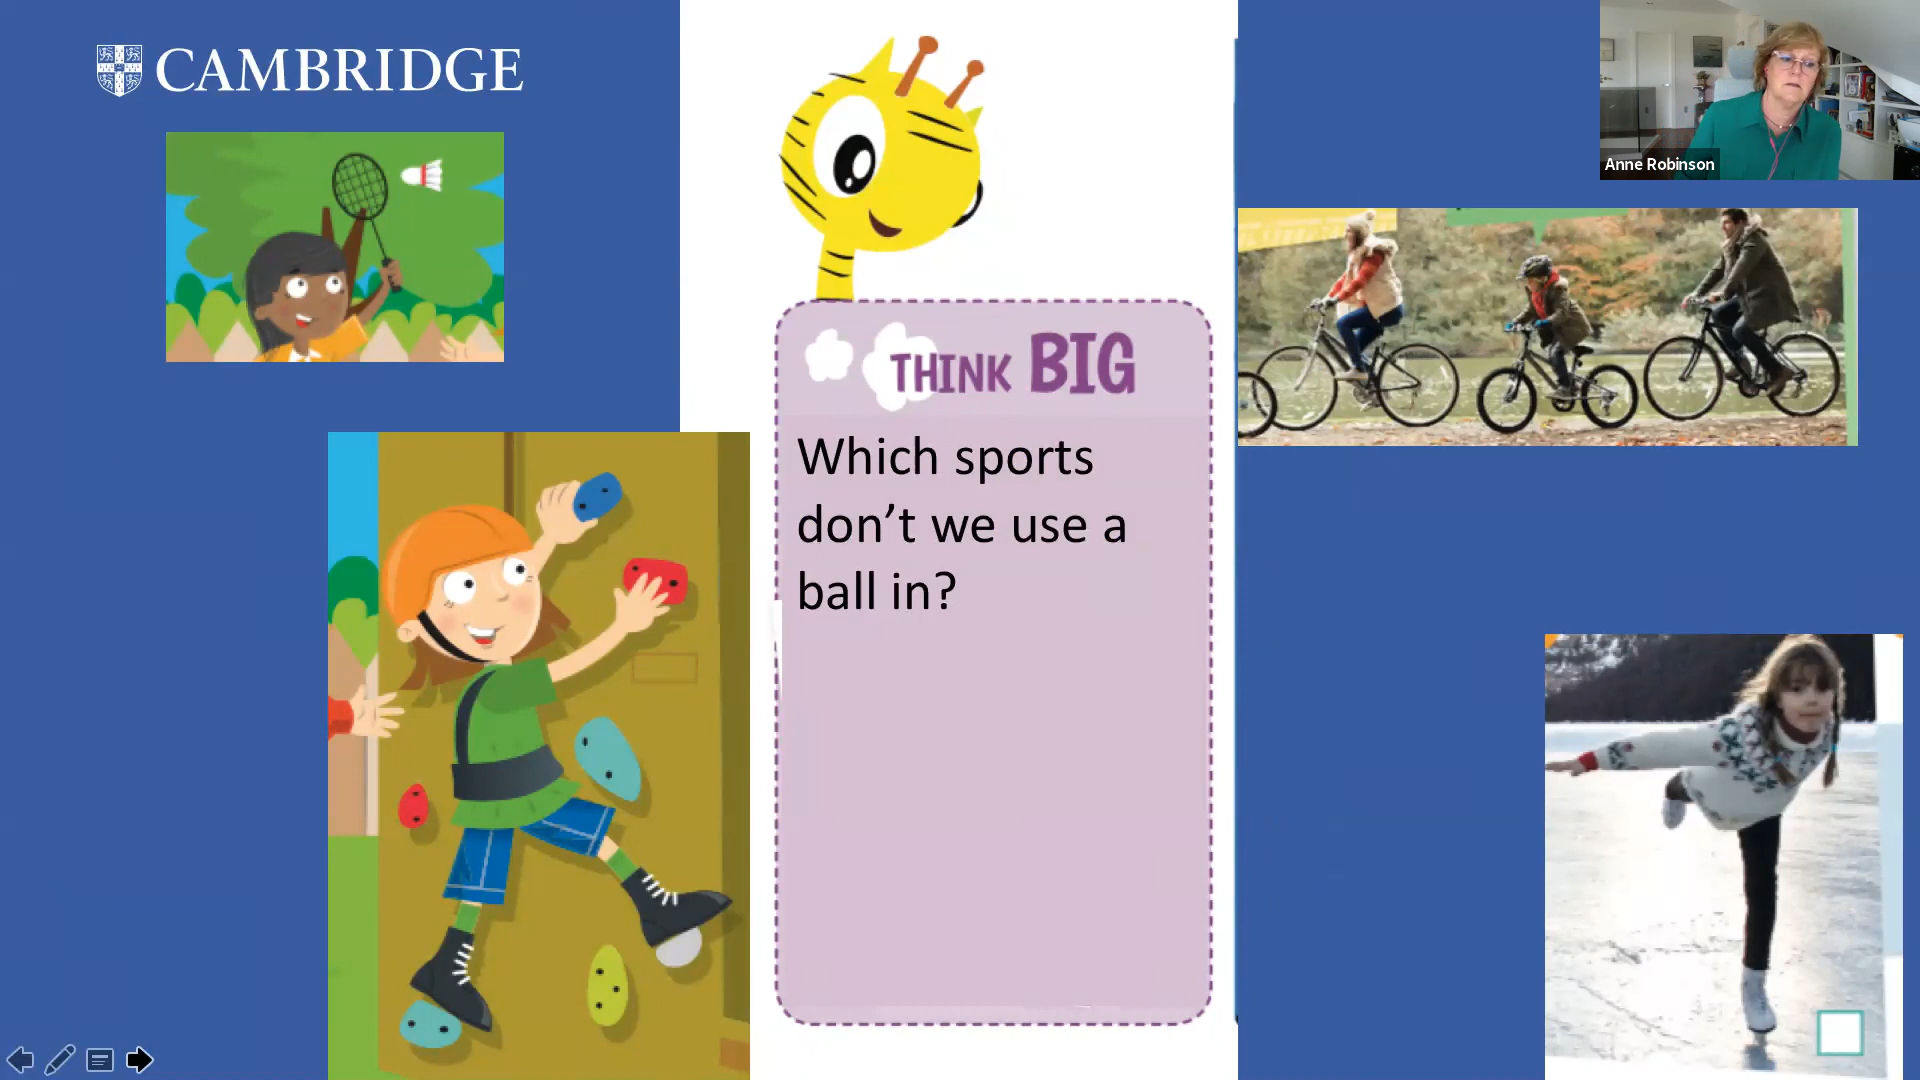 CAMBRIDGE
Anne Robinson
THINK BIG
Which sports
don’t we use a
ball in?